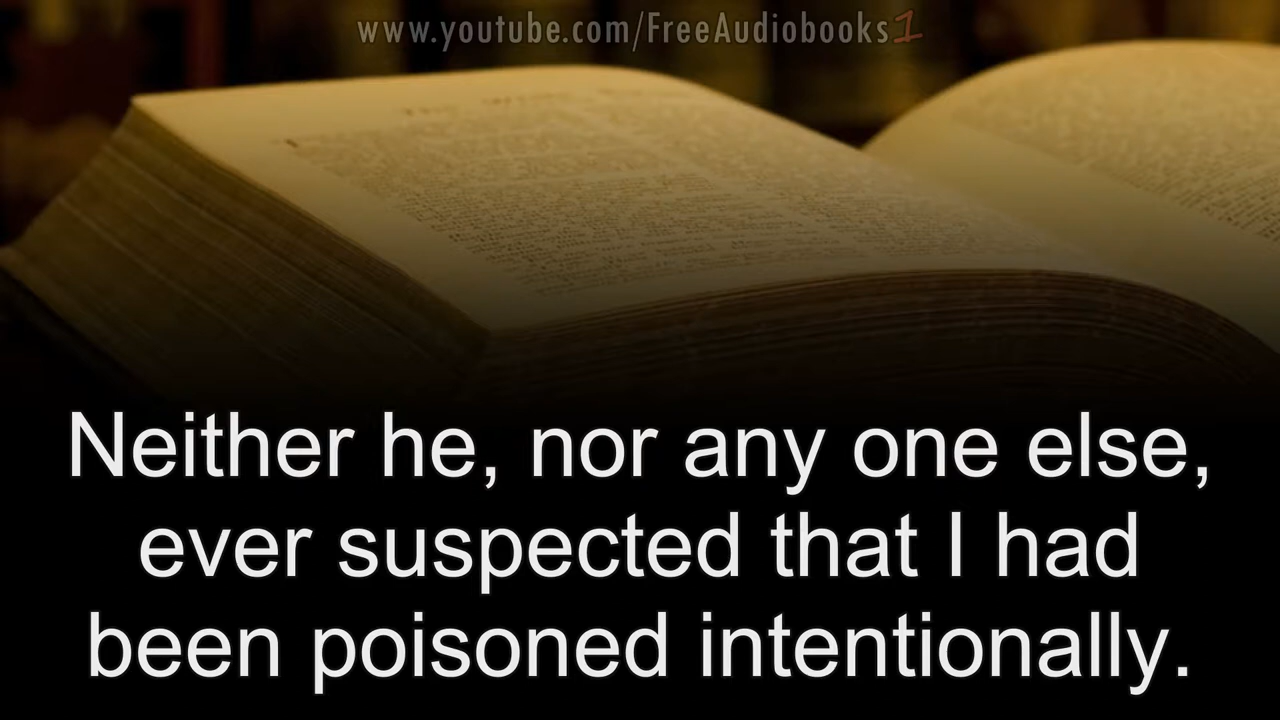 www.youtube.com/FreeAudiobooks1
Neither he, nor any one else,
ever suspected that I had
been poisoned intentionally.